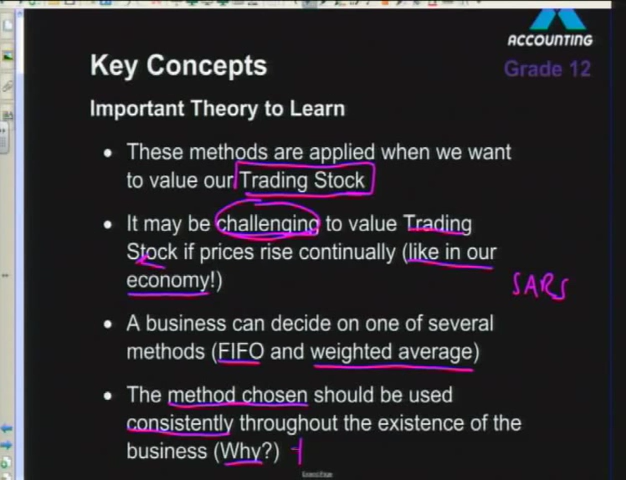 ACCOUNTING
Key Concepts
Grade 12
Important Theory to Learn
• These methods are applied when we want
to value our Trading Stock
• It may be challenging to value Trading
Stock if prices rise continually (like in our
economy!)
SARS
• A business can decide on one of several
methods (FIFO and weighted average)
• The method chosen should be used
consistently throughout the existence of the
business (Why?)